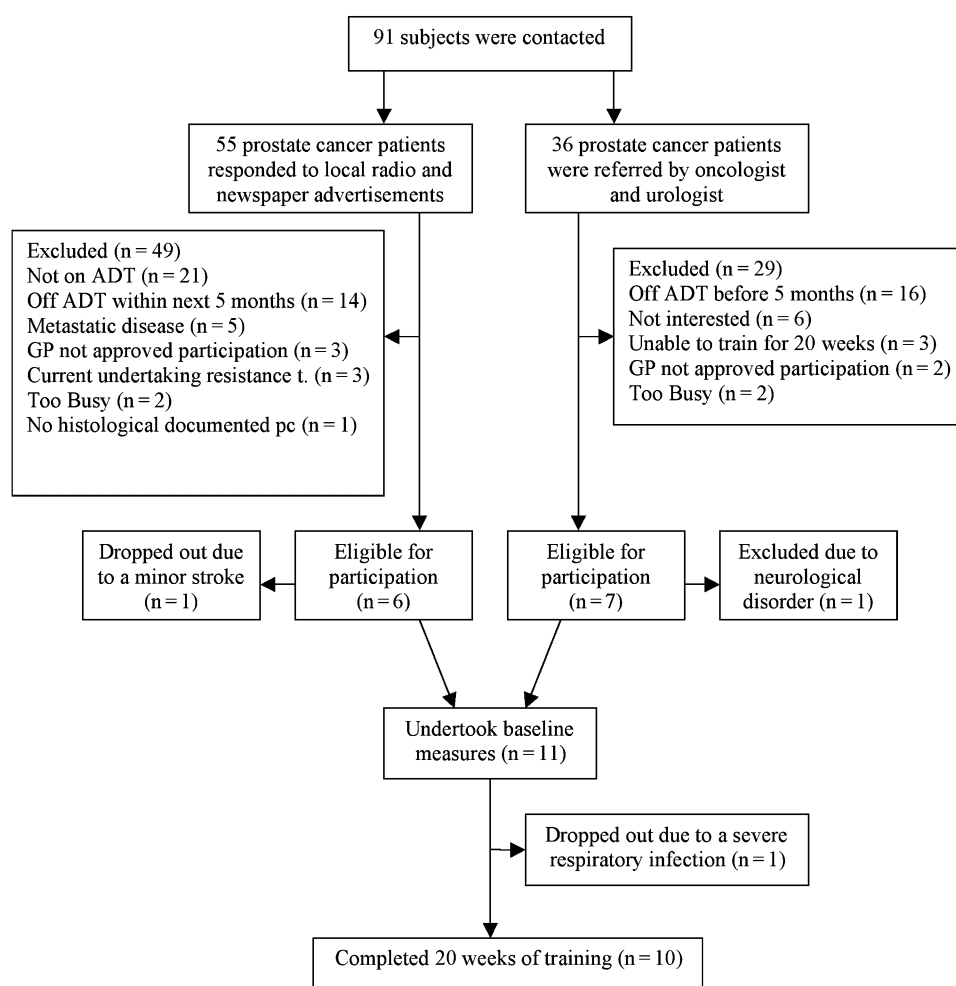 91 subjects were contacted
55 prostate cancer patients
responded to local radio and
newspaper advertisements
36 prostate cancer patients
were referred by oncologist
and urologist
Excluded (n = 49)
Not on ADT (n = 21)
Off ADT within next 5 months (n = 14)
Metastatic disease (n = 5)
GP not approved participation (n = 3)
Current undertaking resistance t. (n = 3)
Too Busy (n = 2)
No histological documented pc (n = 1)
Excluded (n = 29)
Off ADT before 5 months (n = 16)
Not interested (n = 6)
Unable to train for 20 weeks (n = 3)
GP not approved participation (n = 2)
Too Busy (n = 2)
Dropped out due
to a minor stroke
(n = 1)
Eligible for
participation
(n = 6)
Eligible for
participation
(n = 7)
Excluded due to
neurological
disorder (n = 1)
Undertook baseline
measures (n = 11)
Dropped out due to a severe
respiratory infection (n = 1)
Completed 20 weeks of training (n = 10)